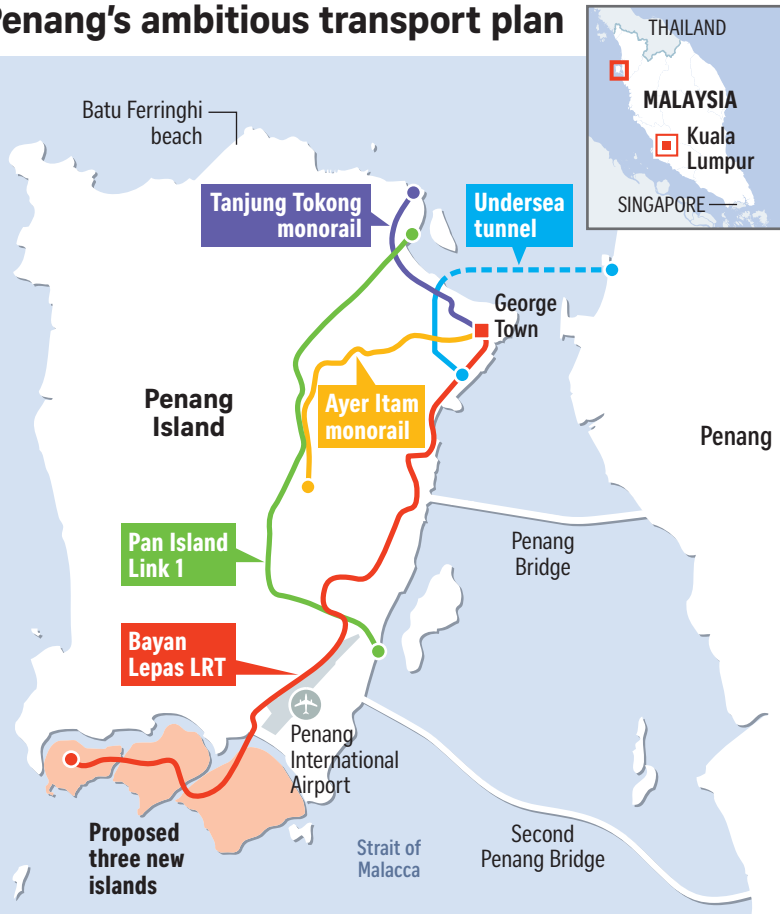 Penang's ambitious transport plan
THAILAND
MALAYSIA
Kuala
Lumpur
SINGAPORE
Batu Ferringhi
beach
Tanjung Tokong
monorail
Undersea
tunnel
George
Town
Penang
Island
Ayer Itam
monorail
Penang
Pan Island
Link 1
Penang
Bridge
Bayan
Lepas LRT
Penang
International
Airport
Proposed
three new
islands
Strait of
Malacca
Second
Penang Bridge